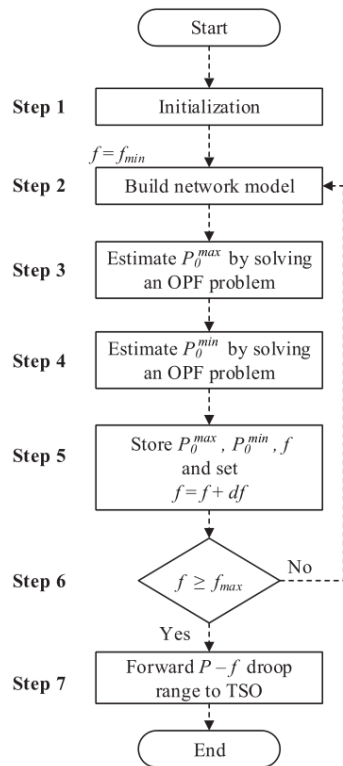 Start
Step 1
Initialization
f = f_min
Step 2
Build network model
Step 3
Estimate P_0^max by solving
an OPF problem
Step 4
Estimate P_0^min by solving
an OPF problem
Step 5
Store P_0^max , P_0^min , f
and set
f = f + df
Step 6
f ≥ f_max
No
Yes
Step 7
Forward P – f droop
range to TSO
End